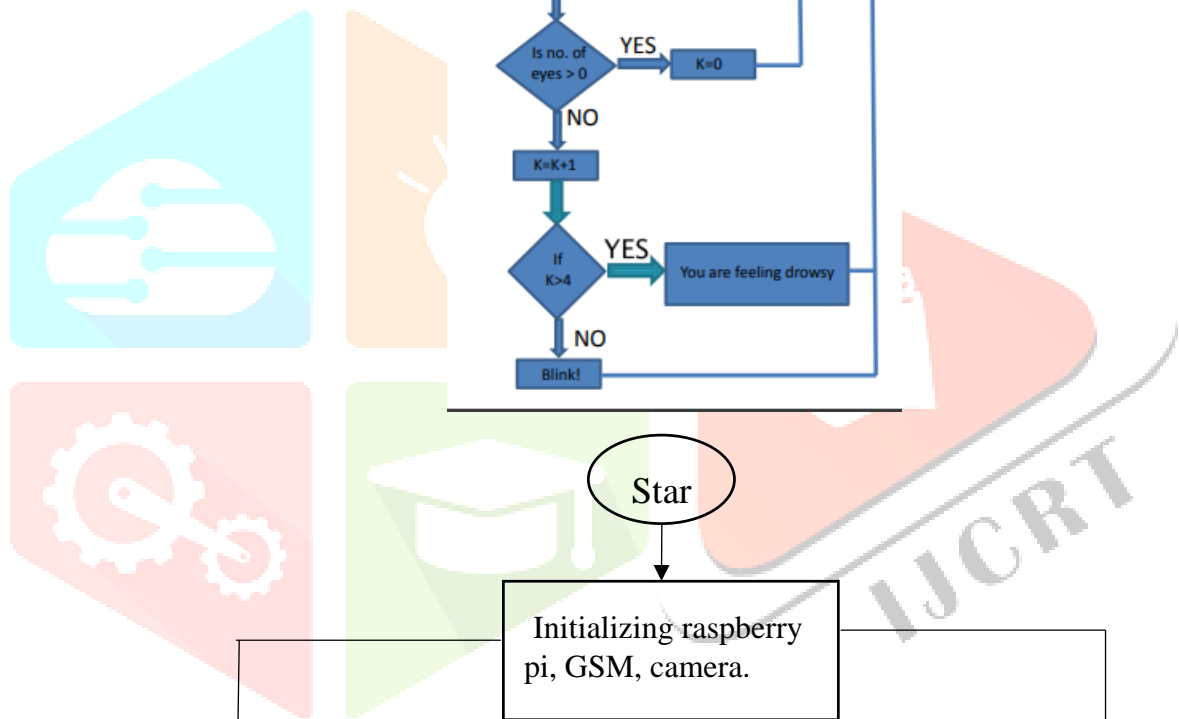 Is no. of
eyes > 0
YES
K=0
NO
K=K+1
If
K>4
YES
You are feeling drowsy
NO
Blink!
Star
IJCRT
Initializing raspberry
pi, GSM, camera.